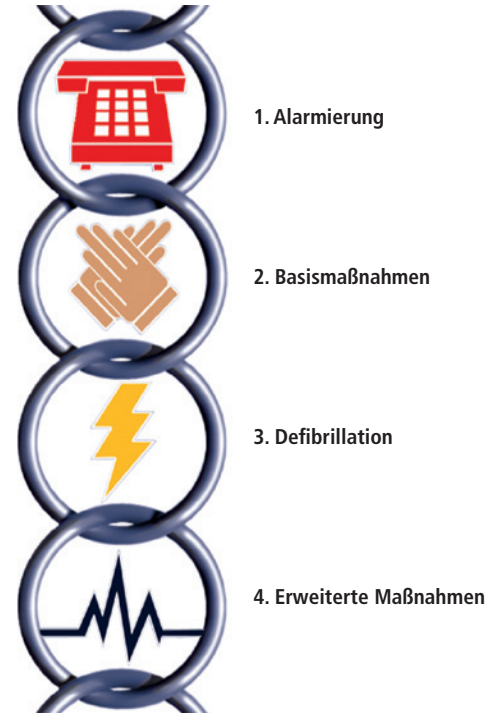 1. Alarmierung
2. Basismaßnahmen
3. Defibrillation
4. Erweiterte Maßnahmen